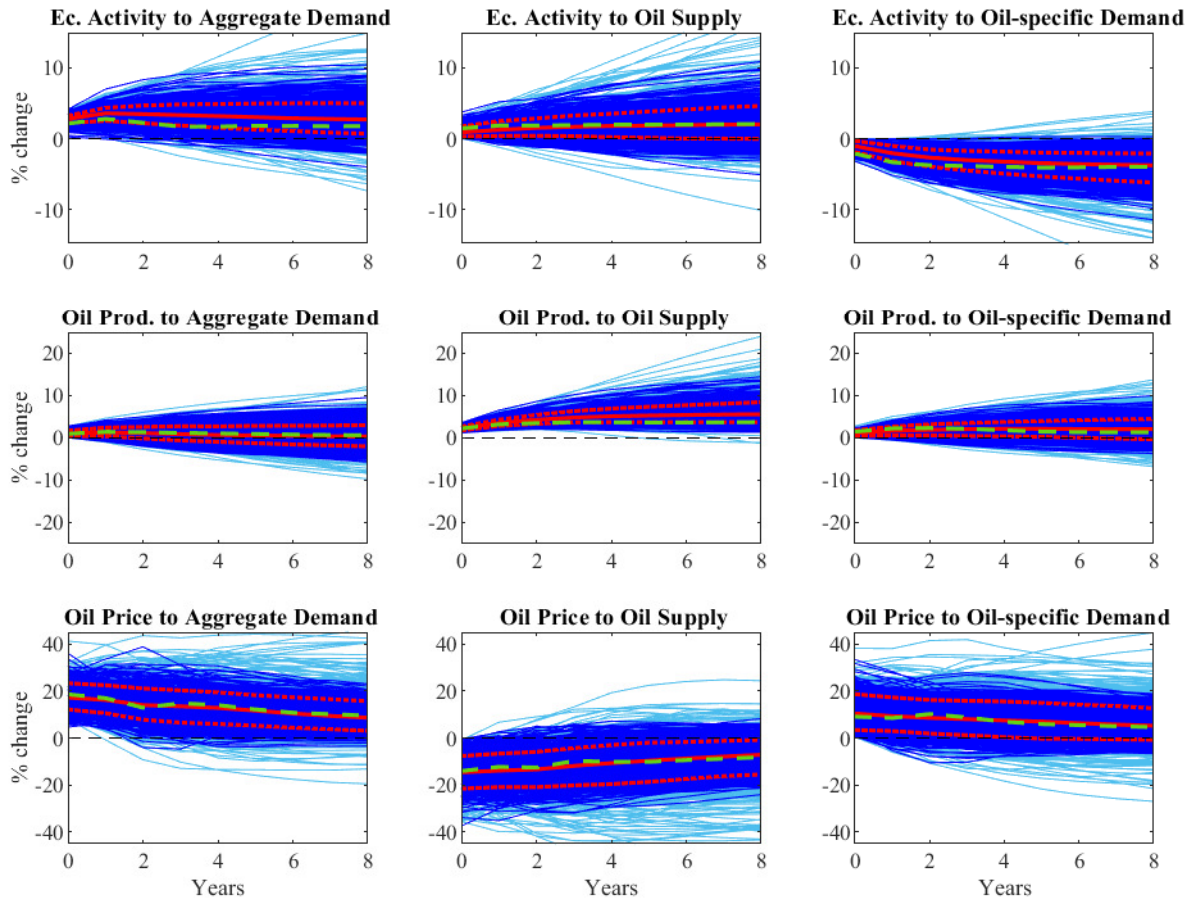 Ec. Activity to Aggregate Demand
% change
10
0
-10
0 2 4 6 8
Ec. Activity to Oil Supply
10
0
-10
0 2 4 6 8
Ec. Activity to Oil-specific Demand
10
0
-10
0 2 4 6 8
Oil Prod. to Aggregate Demand
% change
20
10
0
-10
-20
0 2 4 6 8
Oil Prod. to Oil Supply
20
10
0
-10
-20
0 2 4 6 8
Oil Prod. to Oil-specific Demand
20
10
0
-10
-20
0 2 4 6 8
Oil Price to Aggregate Demand
% change
40
20
0
-20
-40
0 2 4 6 8
Years
Oil Price to Oil Supply
40
20
0
-20
-40
0 2 4 6 8
Years
Oil Price to Oil-specific Demand
40
20
0
-20
-40
0 2 4 6 8
Years